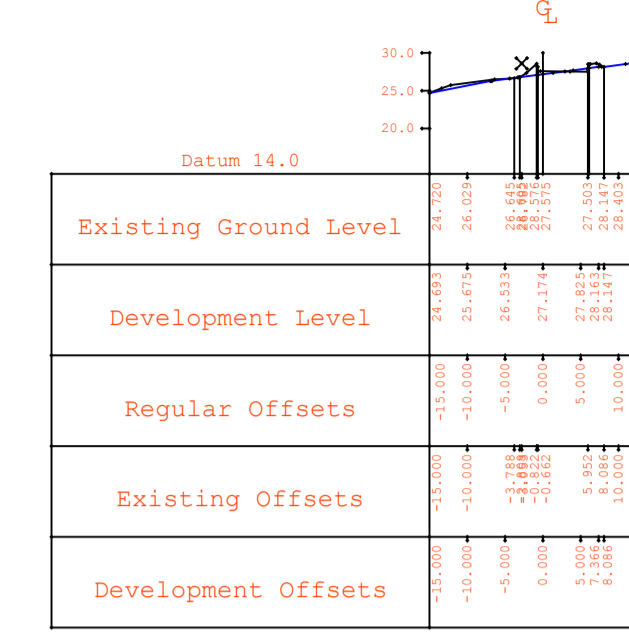 CL
30.0
25.0
20.0
Datum 14.0
Existing Ground Level
24.720 26.029 26.645 28.576 27.575 27.503 28.147 28.403
Development Level
24.693 25.675 26.533 27.174 27.825 28.163 28.147
Regular Offsets
-15.000 -10.000 -5.000 0.000 5.000 10.000
Existing Offsets
-15.000 -10.000 -3.788 -0.822 -0.662 5.952 8.086 10.000
Development Offsets
-15.000 -10.000 -5.000 0.000 5.000 7.366 8.086